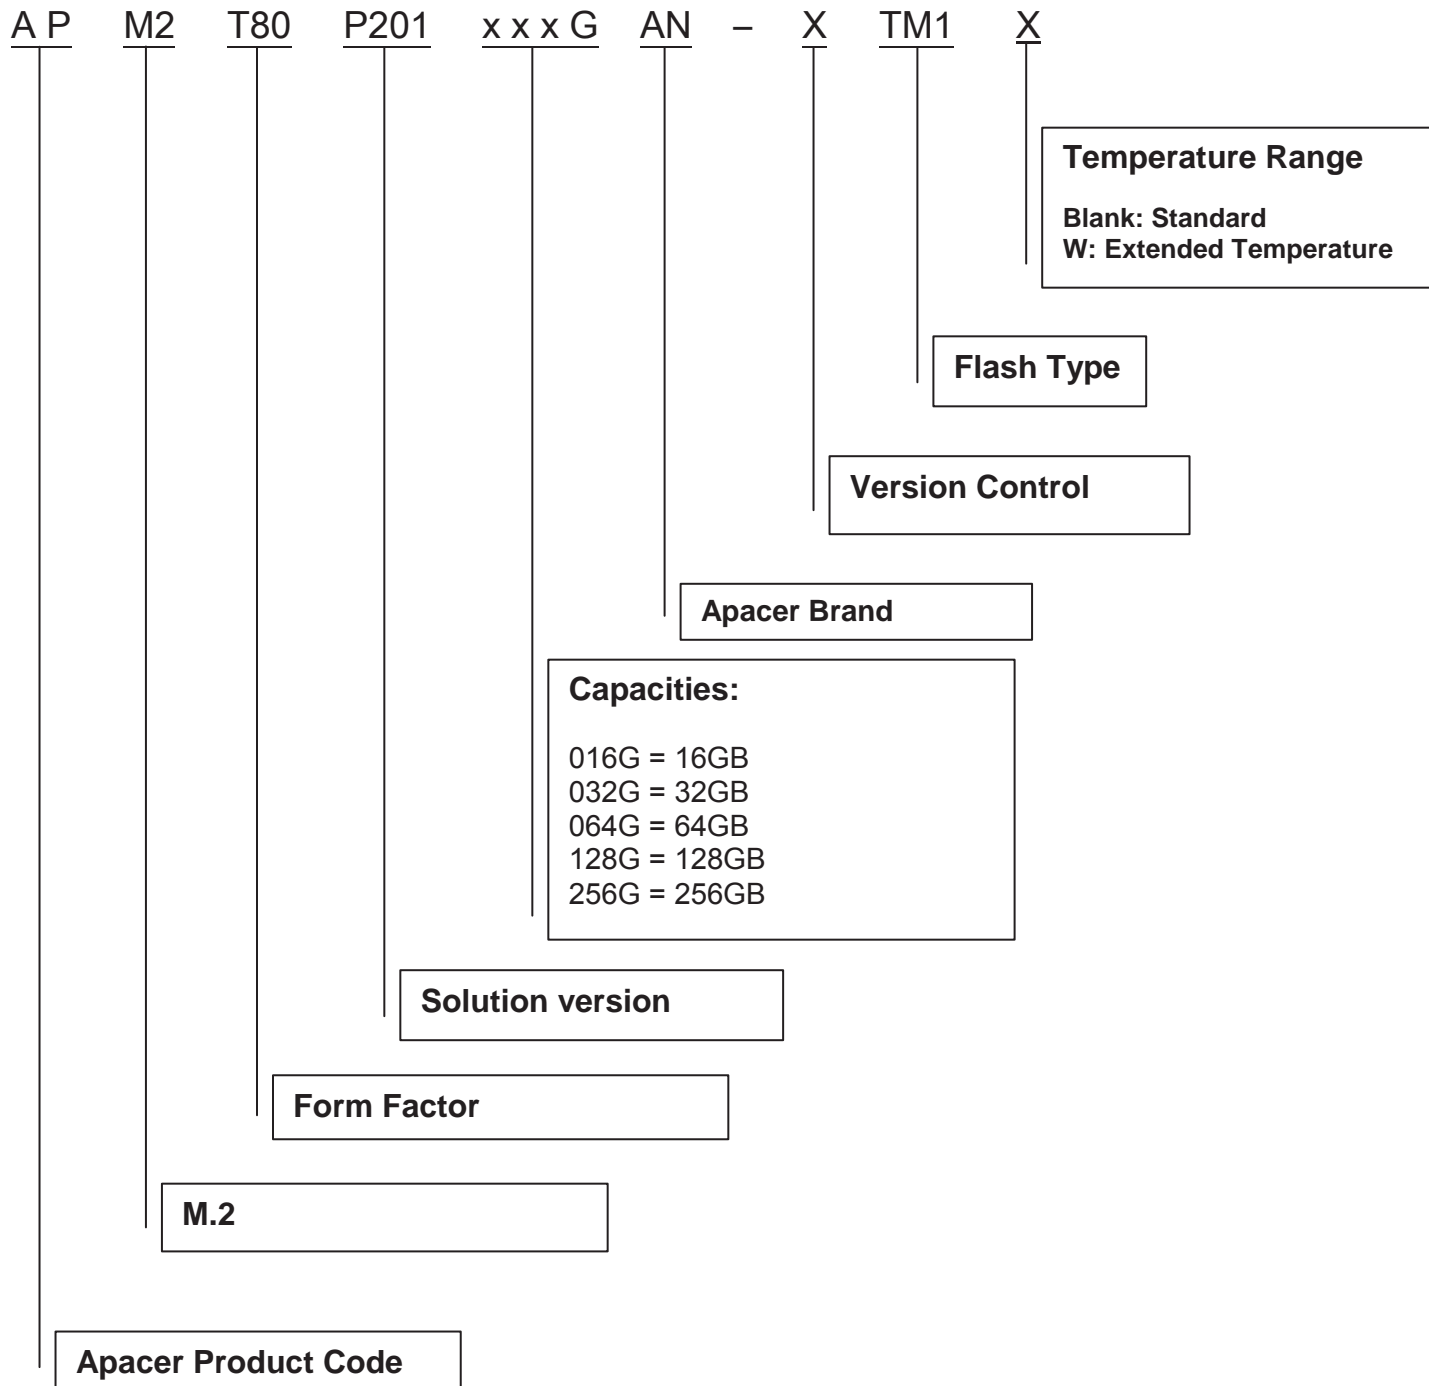 A P M2 T80 P201 x x x G AN – X TM1 X
Temperature Range
Blank: Standard
W: Extended Temperature
Flash Type
Version Control
Apacer Brand
Capacities:
016G = 16GB
032G = 32GB
064G = 64GB
128G = 128GB
256G = 256GB
Solution version
Form Factor
M.2
Apacer Product Code